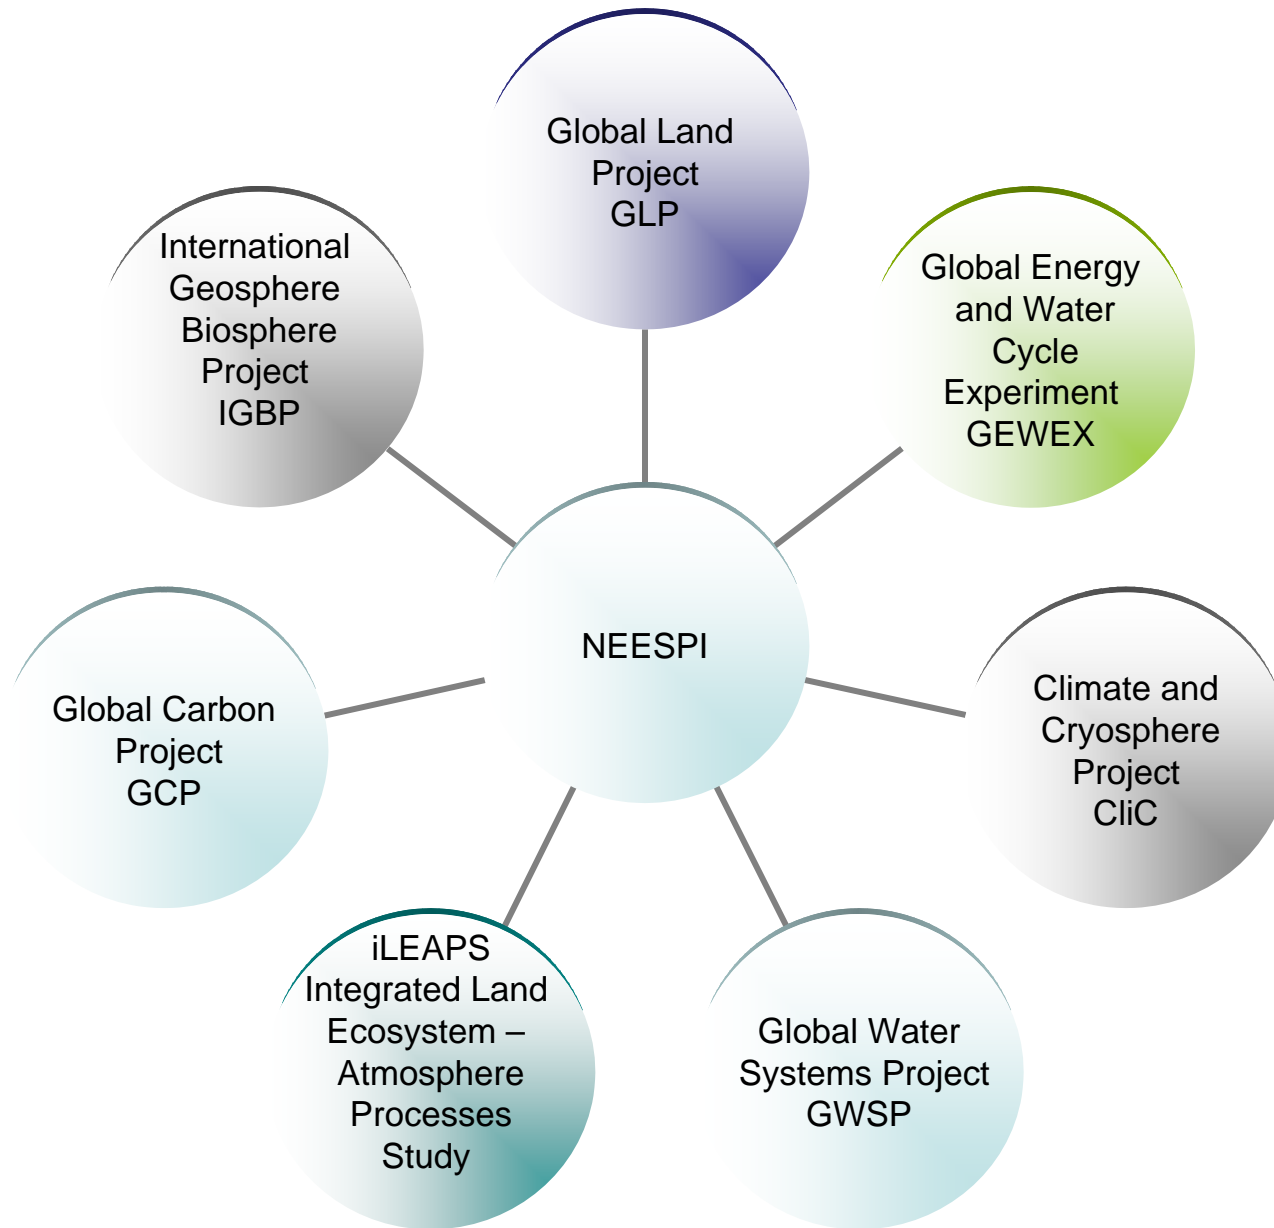 Global Land
Project
GLP
International
Geosphere
Biosphere
Project
IGBP
Global Energy
and Water
Cycle
Experiment
GEWEX
NEESPI
Global Carbon
Project
GCP
Climate and
Cryosphere
Project
CliC
iLEAPS
Integrated Land
Ecosystem –
Atmosphere
Processes
Study
Global Water
Systems Project
GWSP